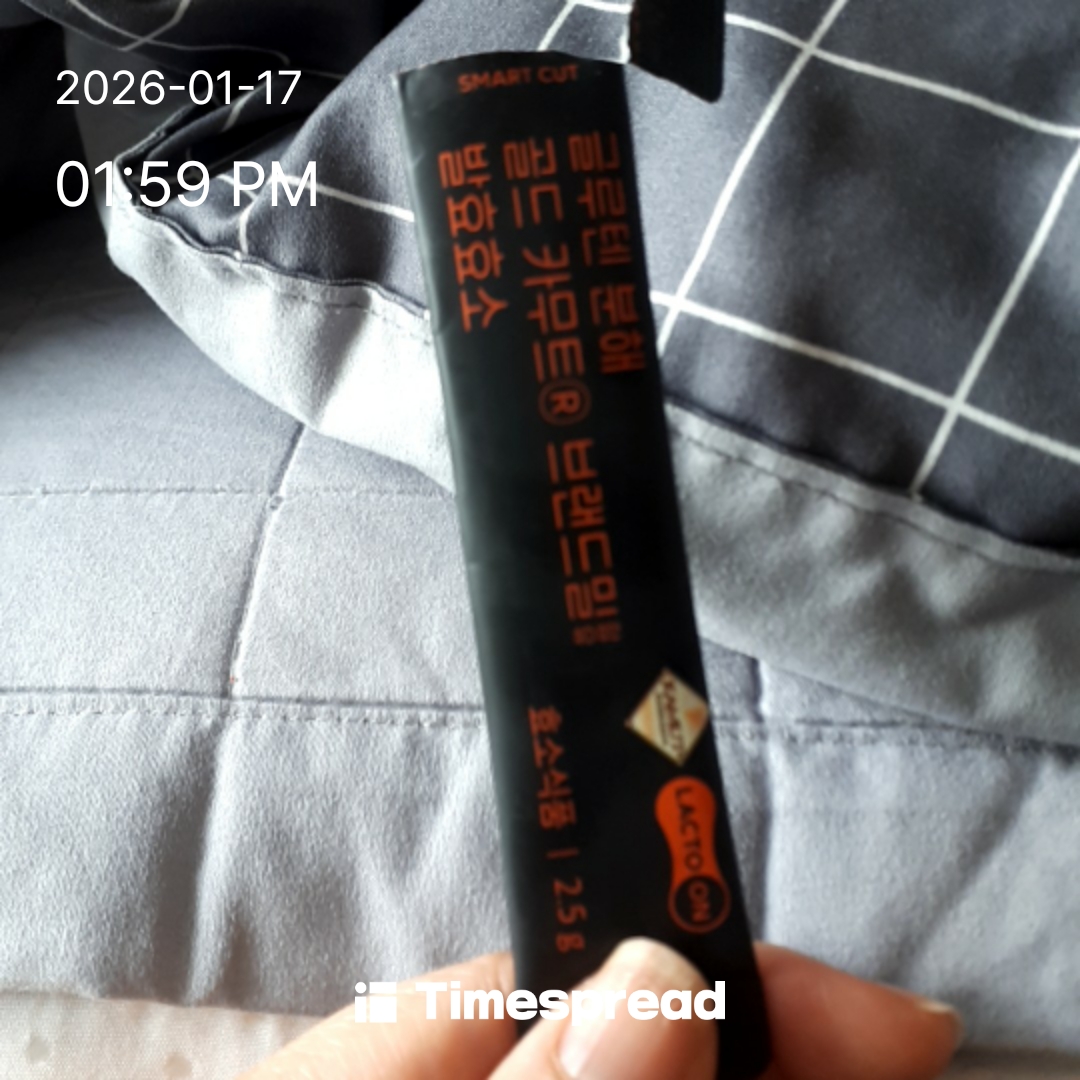 2026-01-17
01:59 PM
SMART CUT
글루텐 분해
골드 카무트® 브랜드밀
발효효소
효소식품 | 2.5 g
KAMUT
LACTO ON
Timespread